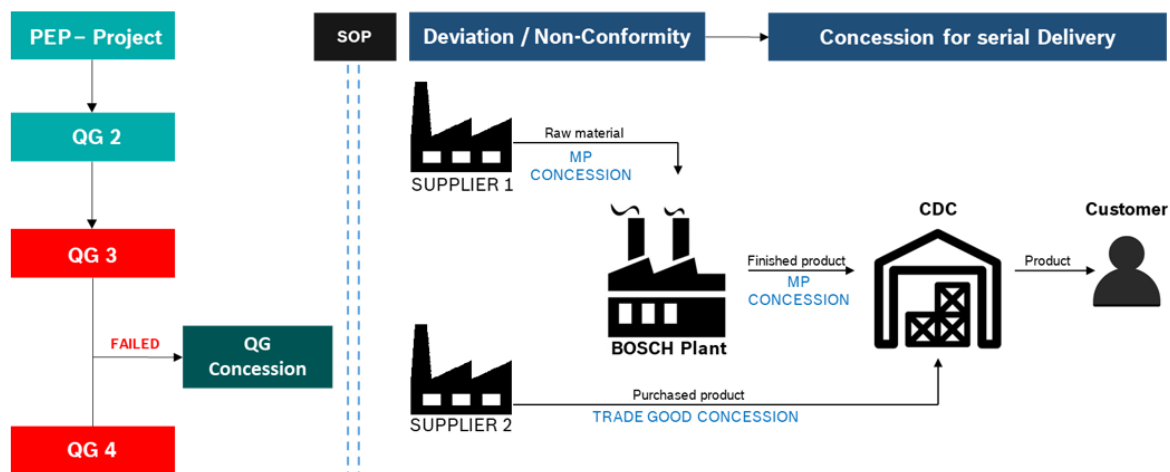 PEP – Project
SOP
Deviation / Non-Conformity
Concession for serial Delivery
QG 2
QG 3
FAILED
QG
Concession
QG 4
Raw material
MP
CONCESSION
SUPPLIER 1
BOSCH Plant
Finished product
MP
CONCESSION
CDC
Product
Customer
Purchased product
TRADE GOOD CONCESSION
SUPPLIER 2